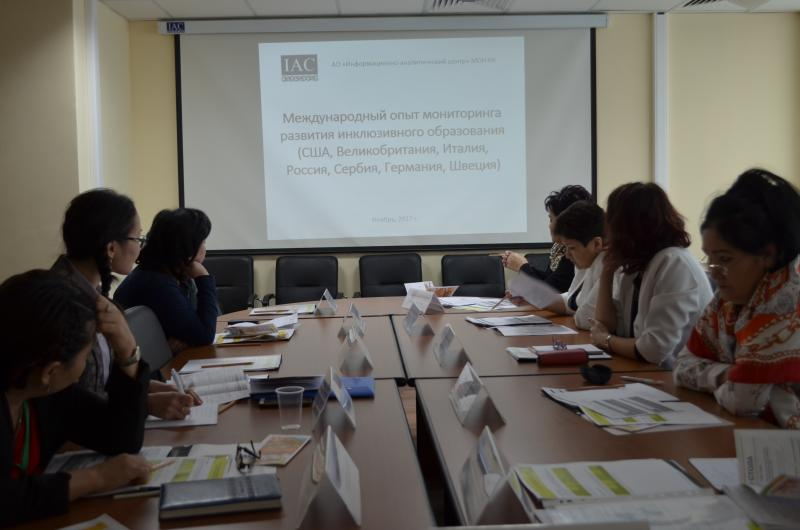 IAC
IAC
АО «Информационно-аналитический центр» МОН РК
Международный опыт мониторинга
развития инклюзивного образования
(США, Великобритания, Италия,
Россия, Сербия, Германия, Швеция)
Ноябрь, 2017 г.
СТОЛА